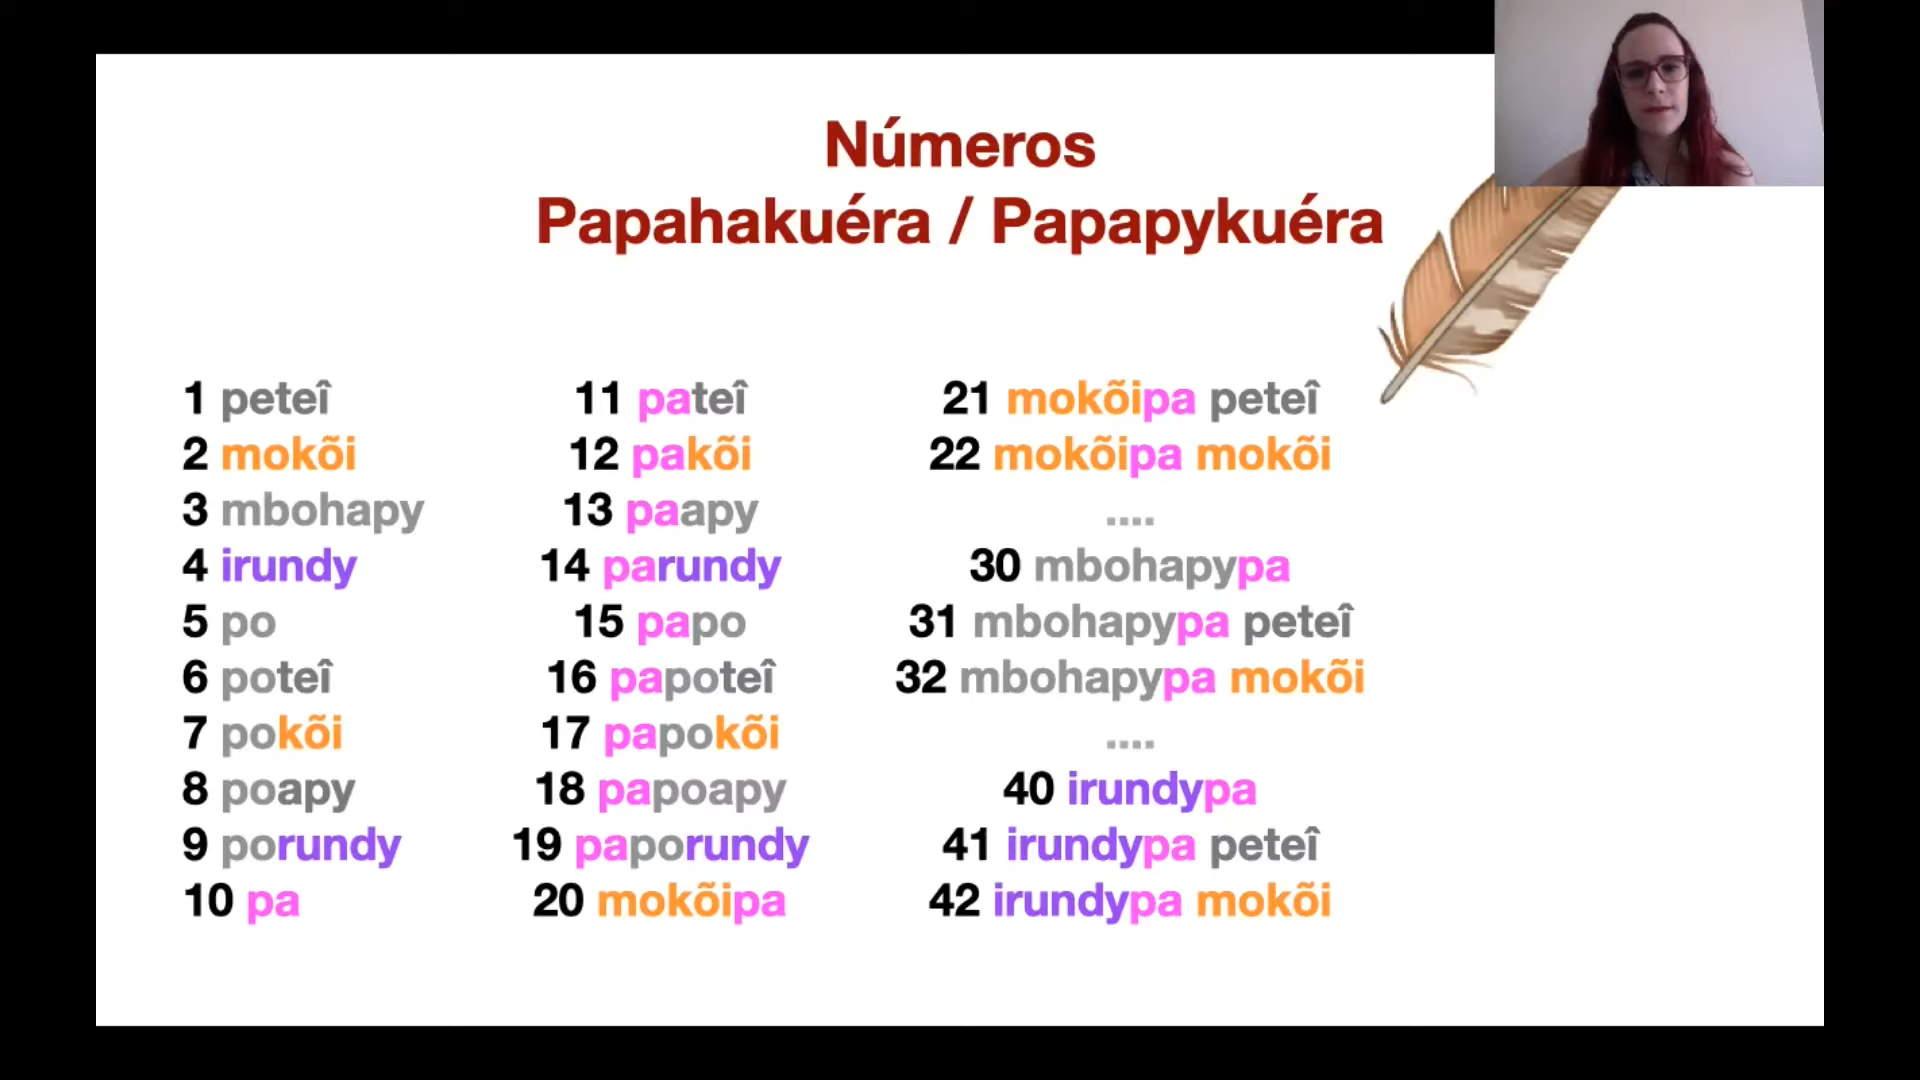 Números
Papahakuéra / Papapykuéra
1 peteî
2 mokõi
3 mbohapy
4 irundy
5 po
6 poteî
7 pokõi
8 poapy
9 porundy
10 pa
11 pateî
12 pakõi
13 paapy
14 parundy
15 papo
16 papoteî
17 papokõi
18 papoapy
19 paporundy
20 mokõipa
21 mokõipa peteî
22 mokõipa mokõi
....
30 mbohapypa
31 mbohapypa peteî
32 mbohapypa mokõi
....
40 irundypa
41 irundypa peteî
42 irundypa mokõi